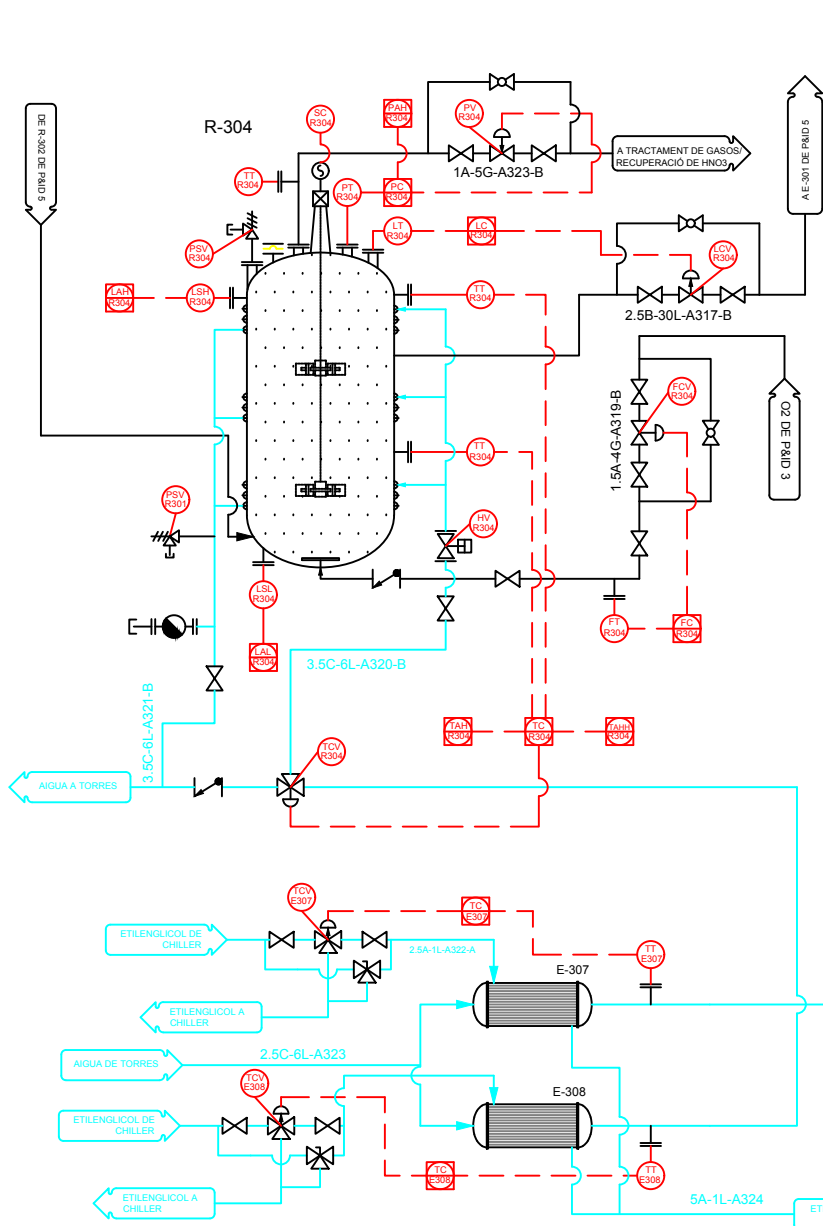 DE R-302 DE P&ID 5
R-304
SC
R304
PAH
R304
PV
R304
A TRACTAMENT DE GASOS/
RECUPERACIÓ DE HNO3
A E-301 DE P&ID 5
1A-5G-A323-B
TT
R304
PT
R304
PC
R304
PSV
R304
LT
R304
LC
R304
LCV
R304
LAH
R304
LSH
R304
TT
R304
2.5B-30L-A317-B
FCV
R304
O2 DE P&ID 3
1.5A-4G-A319-B
TT
R304
PSV
R301
HV
R304
LSL
R304
FT
R304
FC
R304
LAL
R304
3.5C-6L-A320-B
3.5C-6L-A321-B
TAH
R304
TC
R304
TAHH
R304
TCV
R304
AIGUA A TORRES
TCV
E307
TC
E307
ETILENGLICOL DE
CHILLER
2.5A-1L-A322-A
TT
E307
E-307
ETILENGLICOL A
CHILLER
AIGUA DE TORRES
2.5C-6L-A323
TCV
E308
E-308
ETILENGLICOL DE
CHILLER
TC
E308
TT
E308
ETILENGLICOL A
CHILLER
5A-1L-A324
ET